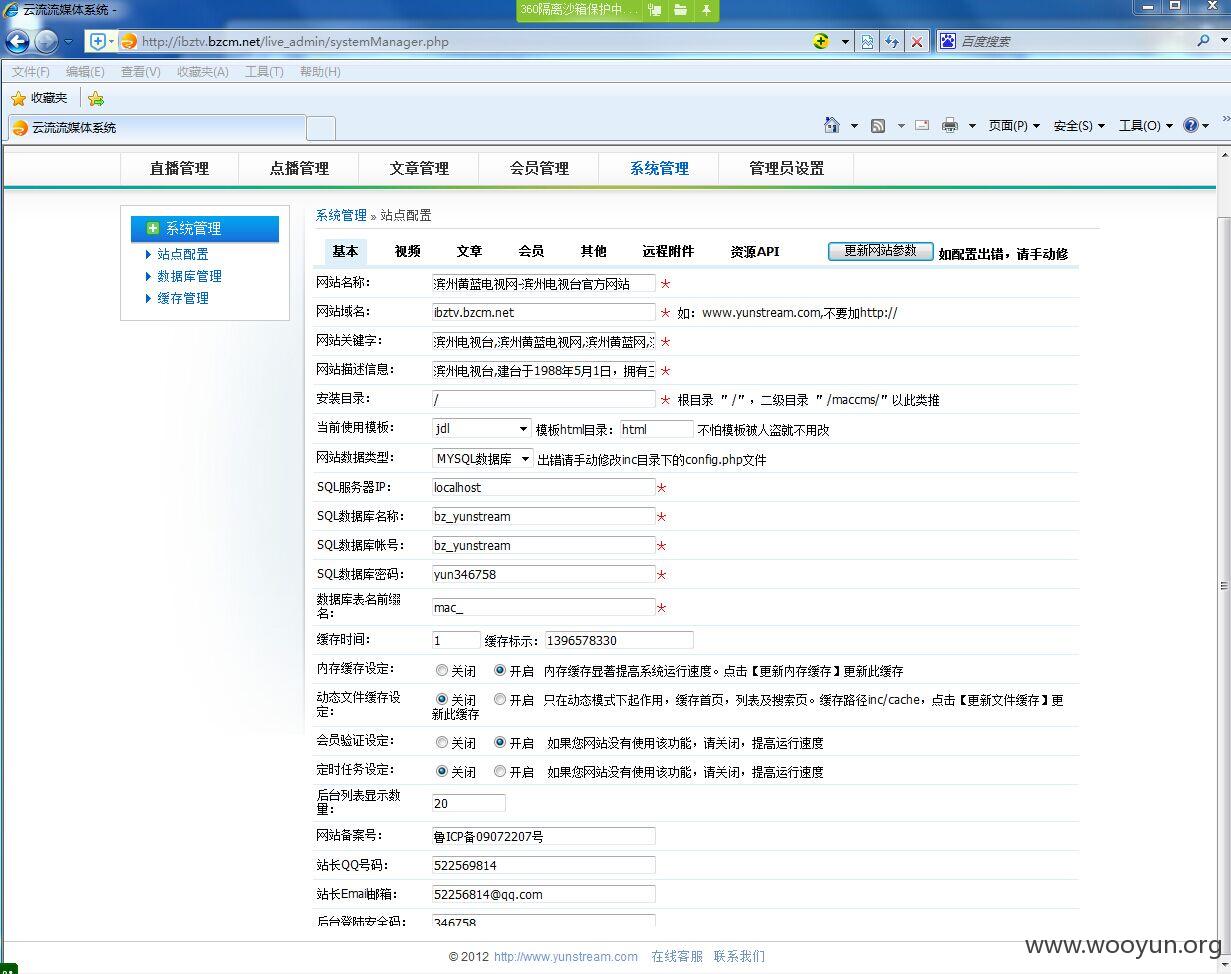 云流流媒体系统 -
360隔离沙箱保护中...
http://ibztv.bzcm.net/live_admin/systemManager.php
百度搜索
文件(F) 编辑(E) 查看(V) 收藏夹(A) 工具(T) 帮助(H)
收藏夹
云流流媒体系统
页面(P) 安全(S) 工具(O)
直播管理 点播管理 文章管理 会员管理 系统管理 管理员设置
系统管理
站点配置
数据库管理
缓存管理
系统管理 » 站点配置
基本 视频 文章 会员 其他 远程附件 资源API 更新网站参数 如配置出错，请手动修
网站名称： 滨州黄蓝电视网-滨州电视台官方网站 *
网站域名： ibztv.bzcm.net * 如：www.yunstream.com,不要加http://
网站关键字： 滨州电视台,滨州黄蓝电视网,滨州黄蓝网, *
网站描述信息： 滨州电视台,建台于1988年5月1日，拥有三 *
安装目录： / * 根目录 ＂/＂，二级目录 ＂/maccms/＂以此类推
当前使用模板： jdl 模板html目录： html 不怕模板被人盗就不用改
网站数据类型： MYSQL数据库 出错请手动修改inc目录下的config.php文件
SQL服务器IP： localhost *
SQL数据库名称： bz_yunstream *
SQL数据库帐号： bz_yunstream *
SQL数据库密码： yun346758 *
数据库表名前缀名： mac_ *
缓存时间： 1 缓存标示： 1396578330
内存缓存设定： 关闭 开启 内存缓存显著提高系统运行速度。点击【更新内存缓存】更新此缓存
动态文件缓存设定： 关闭 开启 只在动态模式下起作用，缓存首页，列表及搜索页。缓存路径inc/cache，点击【更新文件缓存】更
新此缓存
会员验证设定： 关闭 开启 如果您网站没有使用该功能，请关闭，提高运行速度
定时任务设定： 关闭 开启 如果您网站没有使用该功能，请关闭，提高运行速度
后台列表显示数量： 20
网站备案号： 鲁ICP备09072207号
站长QQ号码： 522569814
站长Email邮箱： 52256814@qq.com
后台登陆安全码： 346758
© 2012 http://www.yunstream.com 在线客服 联系我们
www.wooyun.org